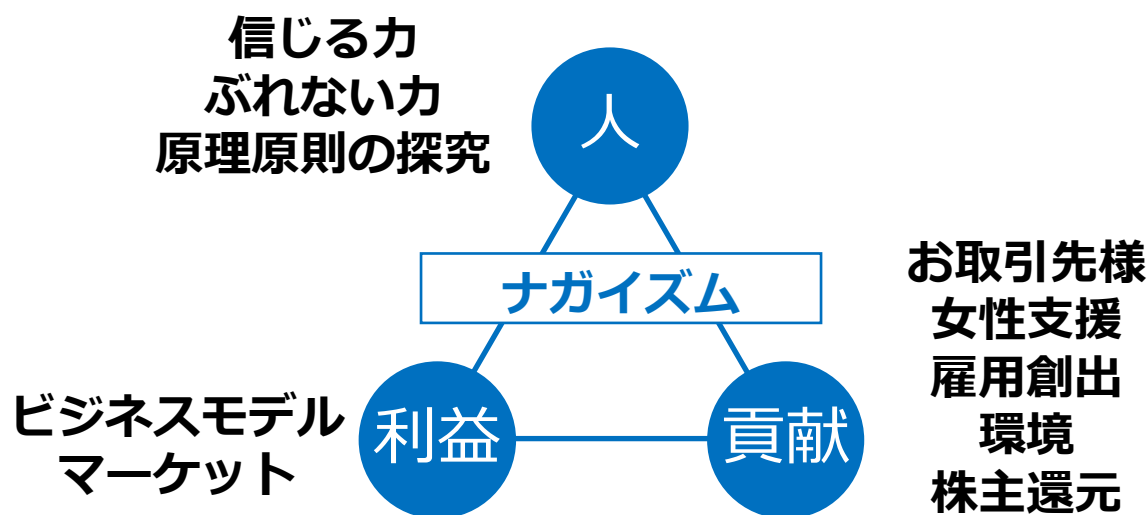 信じる力
ぶれない力
原理原則の探究
人
ナガイズム
お取引先様
女性支援
雇用創出
環境
株主還元
ビジネスモデル
マーケット
利益
貢献